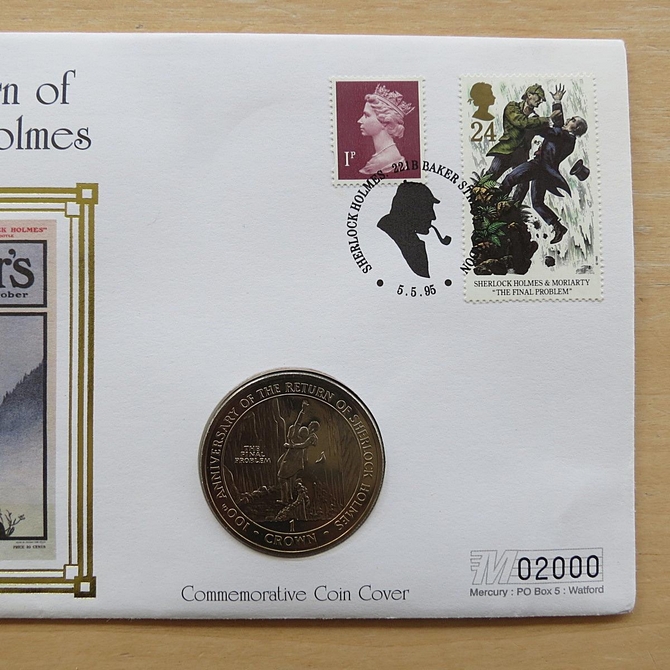 rn of
olmes
K HOLMES"
r's
ober
1P
24
SHERLOCK HOLMES, 221B BAKER ST
ON
5.5.95
SHERLOCK HOLMES & MORIARTY
"THE FINAL PROBLEM"
100TH ANNIVERSARY OF THE RETURN OF SHERLOCK HOLMES
THE
FINAL
PROBLEM
1
- CROWN -
Commemorative Coin Cover
M 02000
Mercury : PO Box 5 : Watford